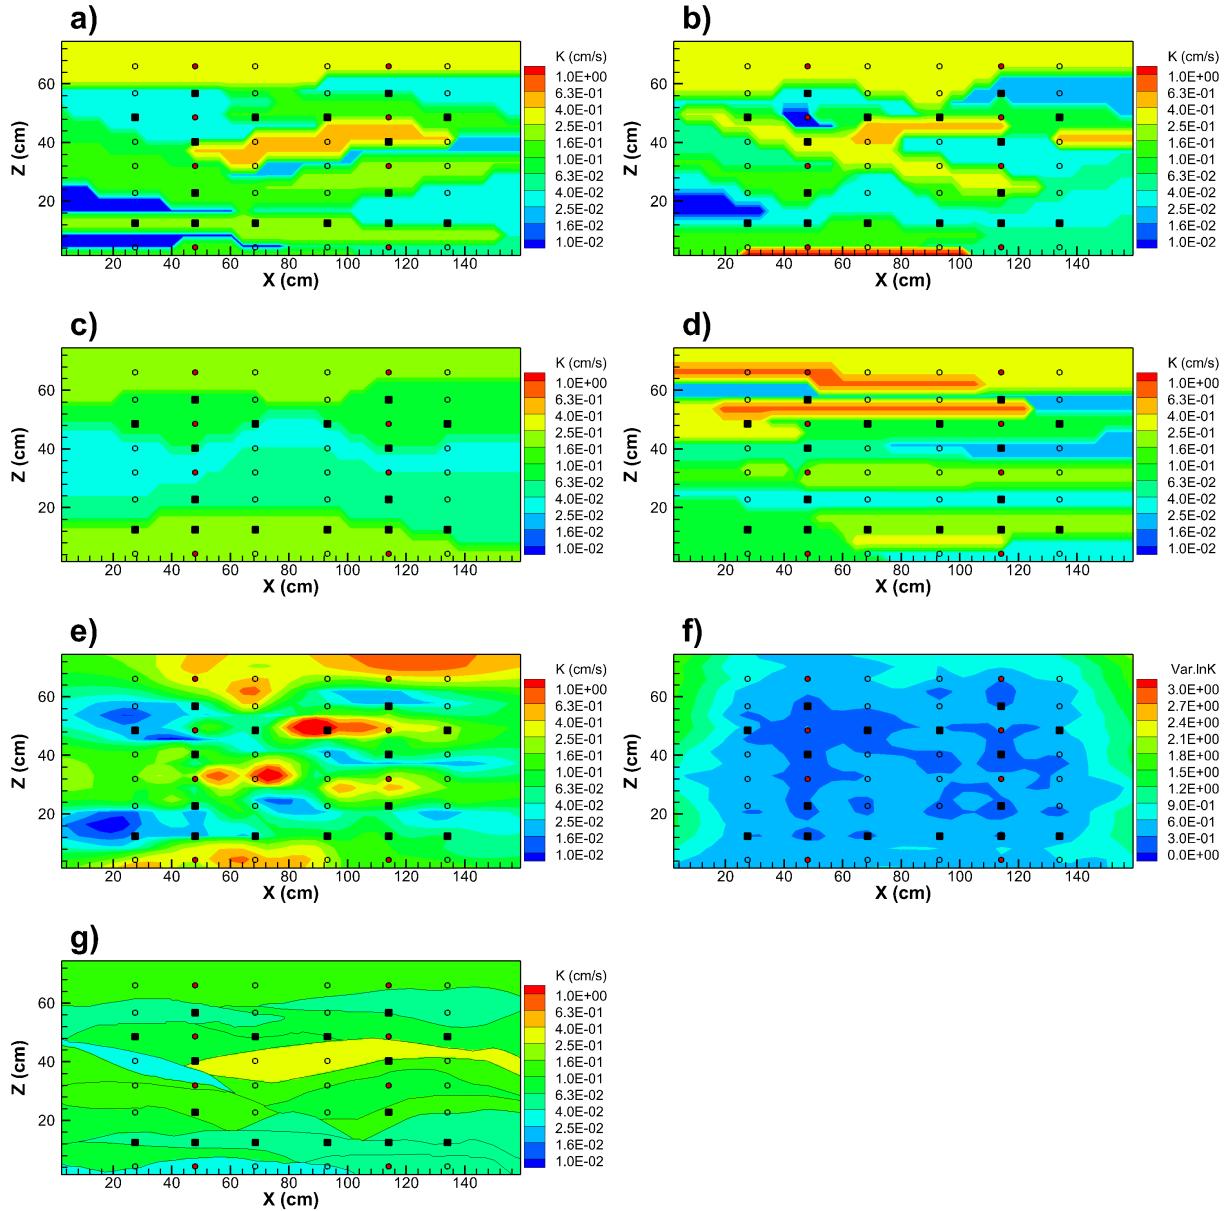 a)
K (cm/s)
1.0E+00
6.3E-01
4.0E-01
2.5E-01
1.6E-01
1.0E-01
6.3E-02
4.0E-02
2.5E-02
1.6E-02
1.0E-02
Z (cm)
60
40
20
20 40 60 80 100 120 140
X (cm)
b)
K (cm/s)
1.0E+00
6.3E-01
4.0E-01
2.5E-01
1.6E-01
1.0E-01
6.3E-02
4.0E-02
2.5E-02
1.6E-02
1.0E-02
Z (cm)
60
40
20
20 40 60 80 100 120 140
X (cm)
c)
K (cm/s)
1.0E+00
6.3E-01
4.0E-01
2.5E-01
1.6E-01
1.0E-01
6.3E-02
4.0E-02
2.5E-02
1.6E-02
1.0E-02
Z (cm)
60
40
20
20 40 60 80 100 120 140
X (cm)
d)
K (cm/s)
1.0E+00
6.3E-01
4.0E-01
2.5E-01
1.6E-01
1.0E-01
6.3E-02
4.0E-02
2.5E-02
1.6E-02
1.0E-02
Z (cm)
60
40
20
20 40 60 80 100 120 140
X (cm)
e)
K (cm/s)
1.0E+00
6.3E-01
4.0E-01
2.5E-01
1.6E-01
1.0E-01
6.3E-02
4.0E-02
2.5E-02
1.6E-02
1.0E-02
Z (cm)
60
40
20
20 40 60 80 100 120 140
X (cm)
f)
Var.lnK
3.0E+00
2.7E+00
2.4E+00
2.1E+00
1.8E+00
1.5E+00
1.2E+00
9.0E-01
6.0E-01
3.0E-01
0.0E+00
Z (cm)
60
40
20
20 40 60 80 100 120 140
X (cm)
g)
K (cm/s)
1.0E+00
6.3E-01
4.0E-01
2.5E-01
1.6E-01
1.0E-01
6.3E-02
4.0E-02
2.5E-02
1.6E-02
1.0E-02
Z (cm)
60
40
20
20 40 60 80 100 120 140
X (cm)